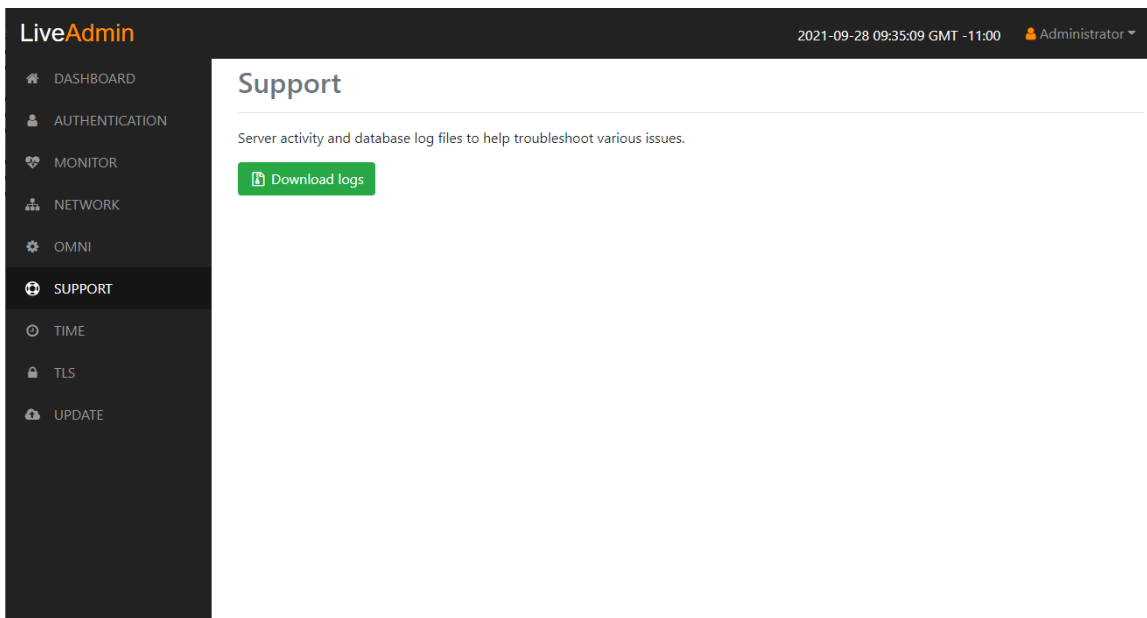 LiveAdmin
2021-09-28 09:35:09 GMT -11:00 Administrator
DASHBOARD
AUTHENTICATION
MONITOR
NETWORK
OMNI
SUPPORT
TIME
TLS
UPDATE
Support
Server activity and database log files to help troubleshoot various issues.
Download logs